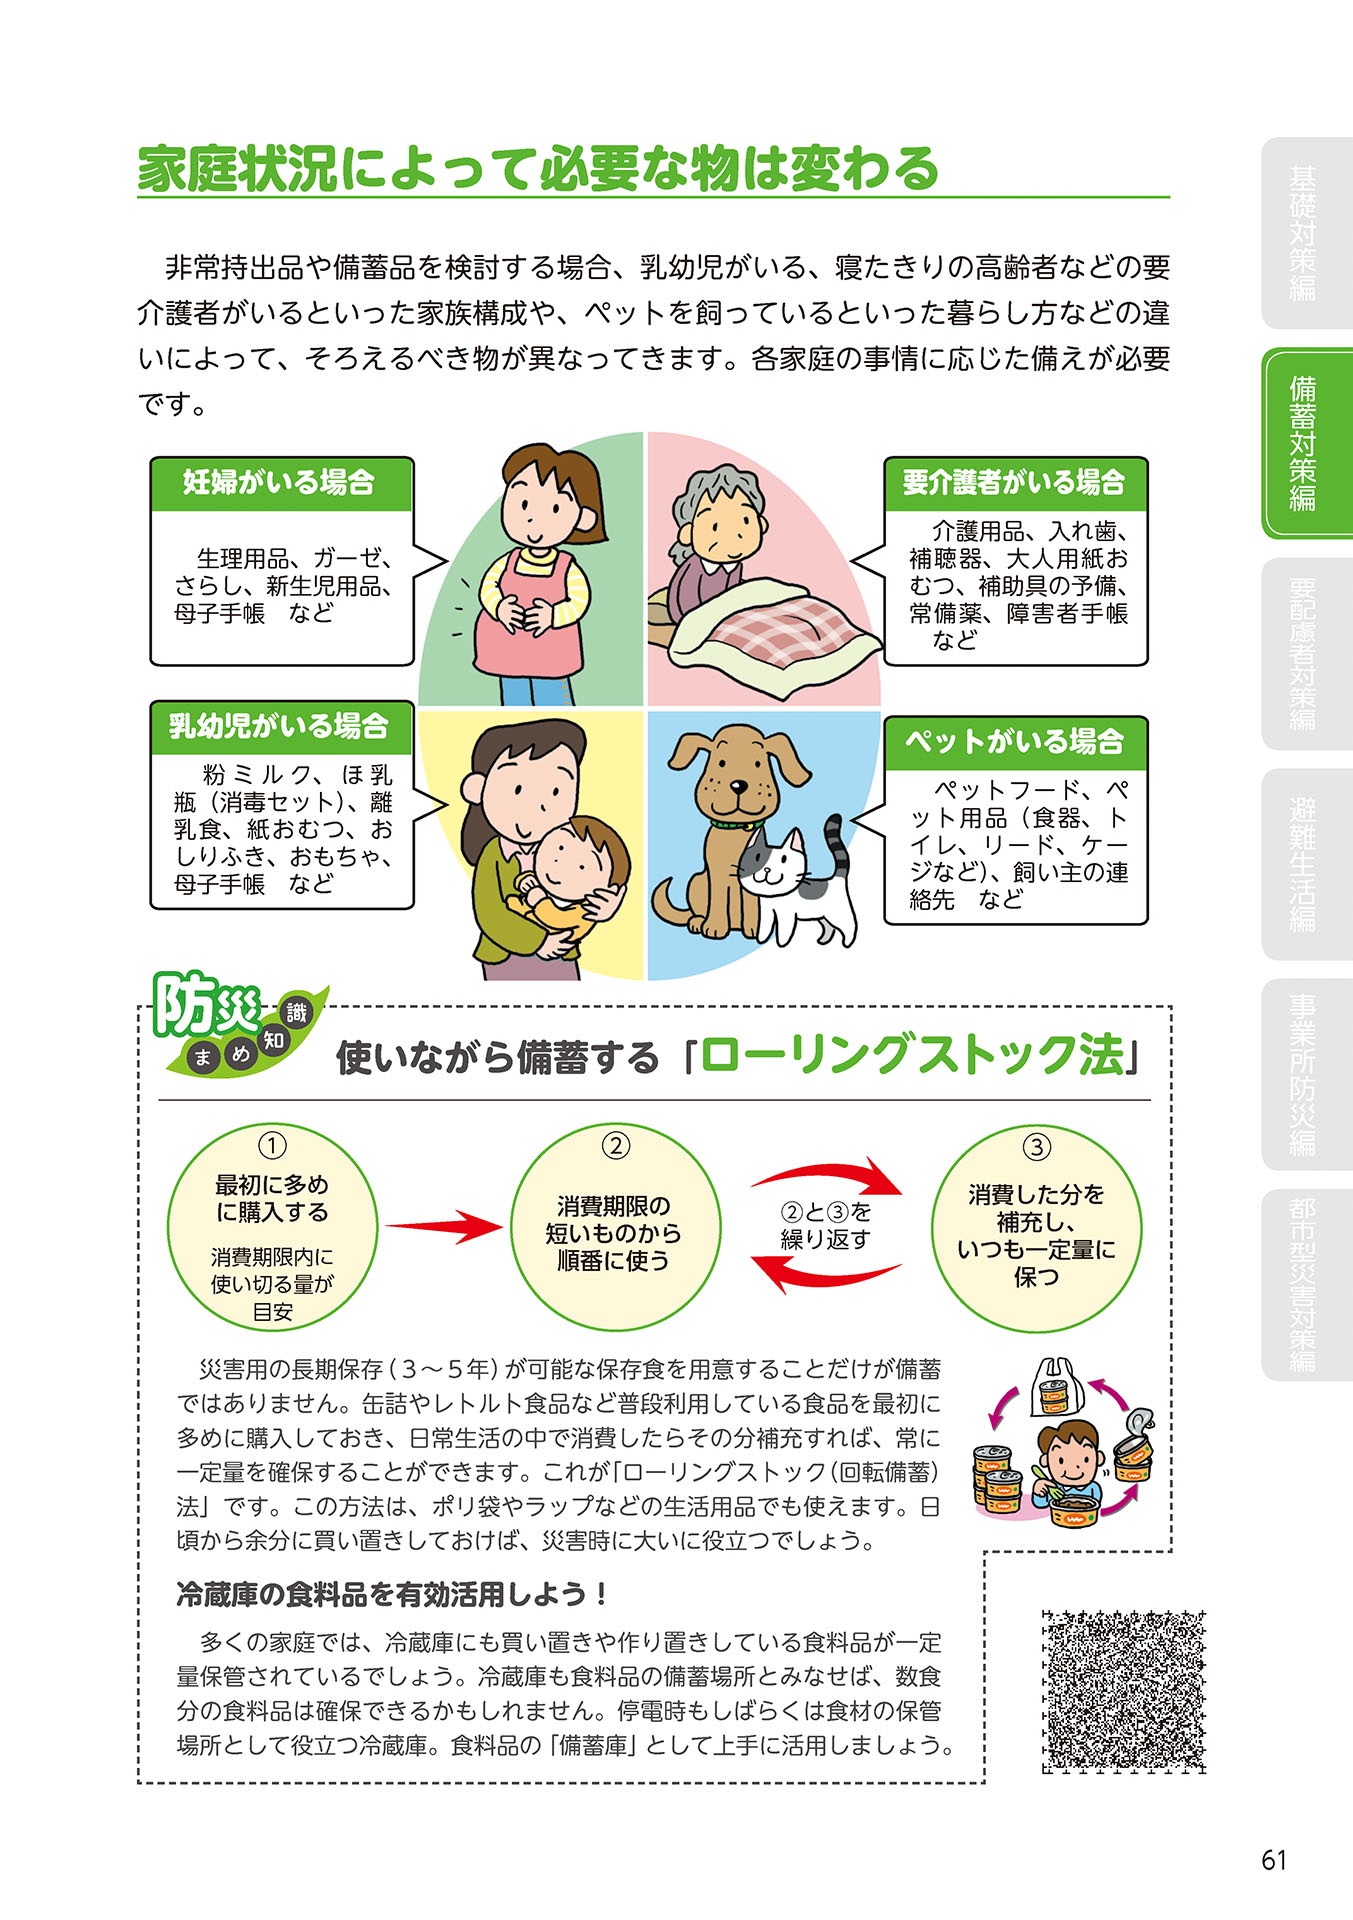 家庭状況によって必要な物は変わる
非常持出品や備蓄品を検討する場合、乳幼児がいる、寝たきりの高齢者などの要
介護者がいるといった家族構成や、ペットを飼っているといった暮らし方などの違
いによって、そろえるべき物が異なってきます。各家庭の事情に応じた備えが必要
です。
妊婦がいる場合
生理用品、ガーゼ、
さらし、新生児用品、
母子手帳　など
要介護者がいる場合
介護用品、入れ歯、
補聴器、大人用紙お
むつ、補助具の予備、
常備薬、障害者手帳
など
乳幼児がいる場合
粉ミルク、ほ乳
瓶（消毒セット）、離
乳食、紙おむつ、お
しりふき、おもちゃ、
母子手帳　など
ペットがいる場合
ペットフード、ペ
ット用品（食器、ト
イレ、リード、ケー
ジなど）、飼い主の連
絡先　など
防災
まめ知識
使いながら備蓄する「ローリングストック法」
①
最初に多め
に購入する
消費期限内に
使い切る量が
目安
②
消費期限の
短いものから
順番に使う
②と③を
繰り返す
③
消費した分を
補充し、
いつも一定量に
保つ
災害用の長期保存（３～５年）が可能な保存食を用意することだけが備蓄
ではありません。缶詰やレトルト食品など普段利用している食品を最初に
多めに購入しておき、日常生活の中で消費したらその分補充すれば、常に
一定量を確保することができます。これが「ローリングストック（回転備蓄）
法」です。この方法は、ポリ袋やラップなどの生活用品でも使えます。日
頃から余分に買い置きしておけば、災害時に大いに役立つでしょう。
冷蔵庫の食料品を有効活用しよう！
多くの家庭では、冷蔵庫にも買い置きや作り置きしている食料品が一定
量保管されているでしょう。冷蔵庫も食料品の備蓄場所とみなせば、数食
分の食料品は確保できるかもしれません。停電時もしばらくは食材の保管
場所として役立つ冷蔵庫。食料品の「備蓄庫」として上手に活用しましょう。
基礎対策編
備蓄対策編
要配慮者対策編
避難生活編
事業所防災編
都市型災害対策編
61